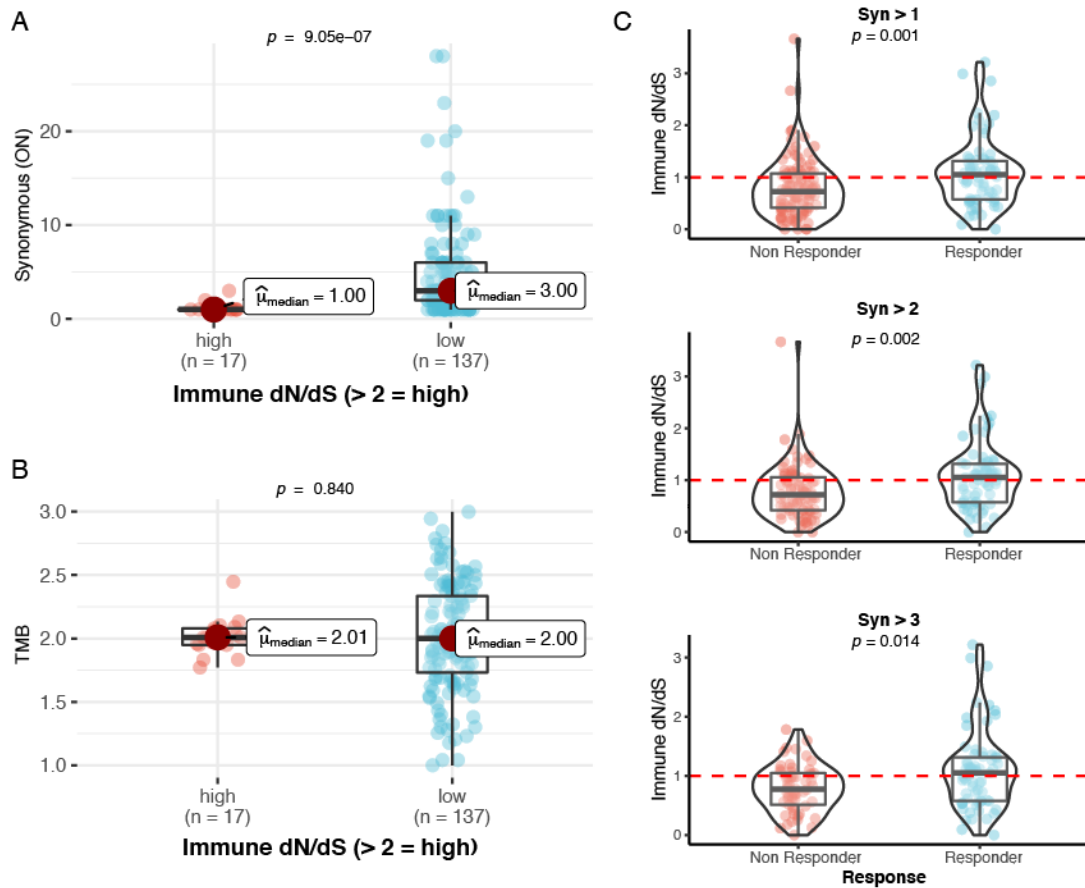 A
p = 9.05e−07
Synonymous (ON)
20
10
0
μ̂median = 1.00
μ̂median = 3.00
high
(n = 17)
low
(n = 137)
Immune dN/dS (> 2 = high)
B
p = 0.840
TMB
3.0
2.5
2.0
1.5
1.0
μ̂median = 2.01
μ̂median = 2.00
high
(n = 17)
low
(n = 137)
Immune dN/dS (> 2 = high)
C
Syn > 1
p = 0.001
Immune dN/dS
3
2
1
0
Non Responder
Responder
Syn > 2
p = 0.002
Immune dN/dS
3
2
1
0
Non Responder
Responder
Syn > 3
p = 0.014
Immune dN/dS
3
2
1
0
Non Responder
Responder
Response